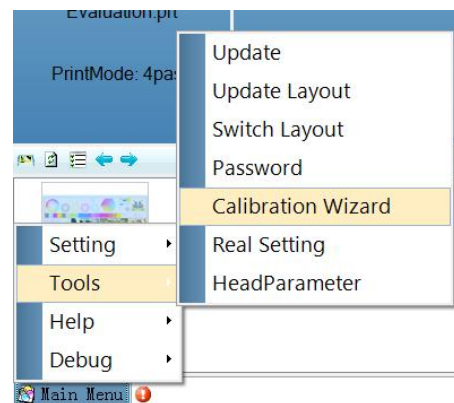 Evaluation.prt
PrintMode: 4pas
Update
Update Layout
Switch Layout
Password
Calibration Wizard
Real Setting
HeadParameter
Setting
Tools
Help
Debug
Main Menu